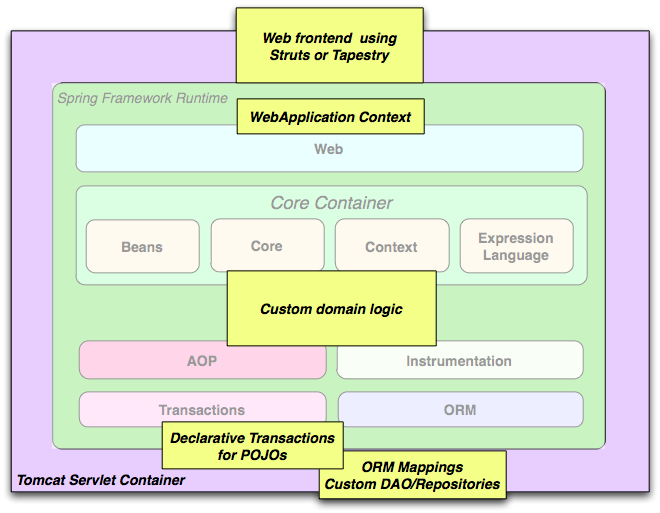 Web frontend using
Struts or Tapestry
Spring Framework Runtime
WebApplication Context
Web
Core Container
Beans
Core
Context
Expression
Language
Custom domain logic
AOP
Instrumentation
Transactions
ORM
Declarative Transactions
for POJOs
ORM Mappings
Custom DAO/Repositories
Tomcat Servlet Container